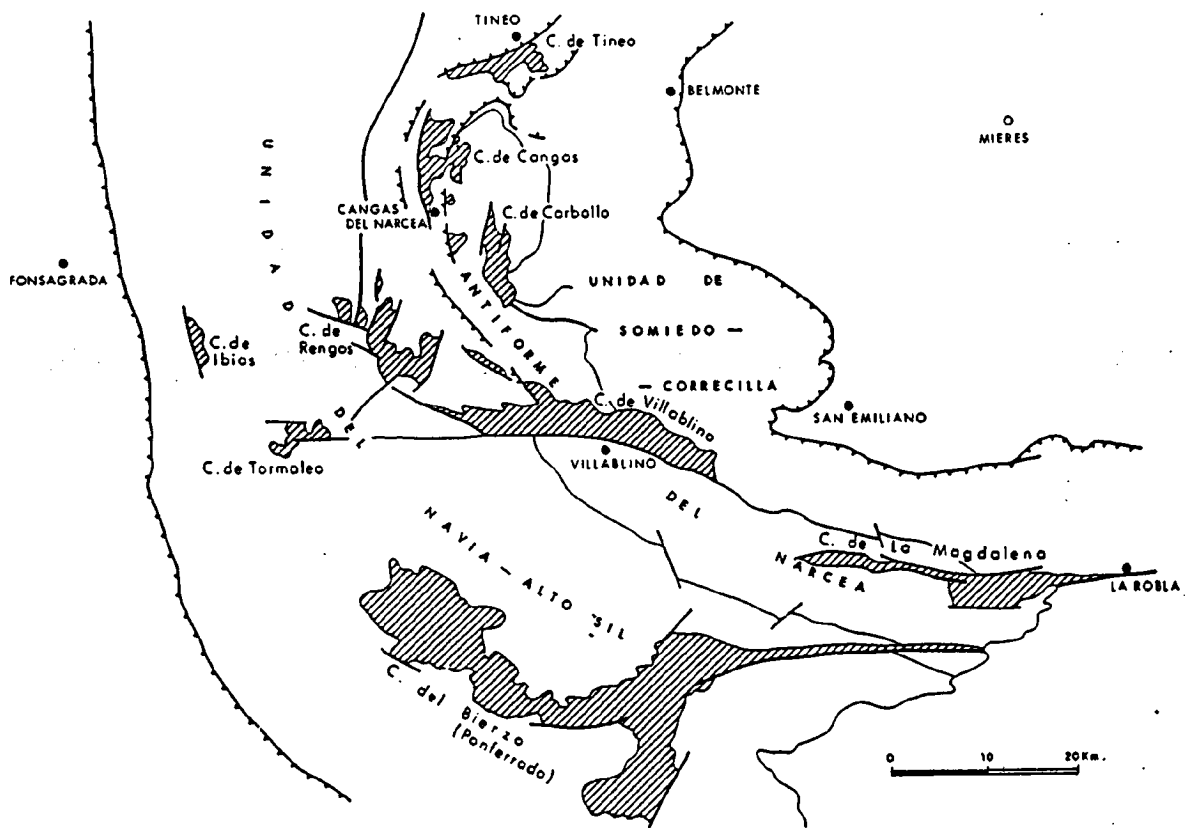 TINEO
C. de Tineo
BELMONTE
MIERES
UNIDAD
C. de Cangas
CANGAS
DEL NARCEA
C. de Carballo
FONSAGRADA
ANTIFORME
UNIDAD DE
SOMIEDO —
— CORRECILLA
C. de
Rengos
C. de
Ibias
C. de Villablino
SAN EMILIANO
DEL
C. de Tormaleo
VILLABLINO
DEL
NAVIA — ALTO SIL
C. de La Magdalena
NARCEA
LA ROBLA
C. del Bierzo
(Ponferrada)
0 10 20 Km.